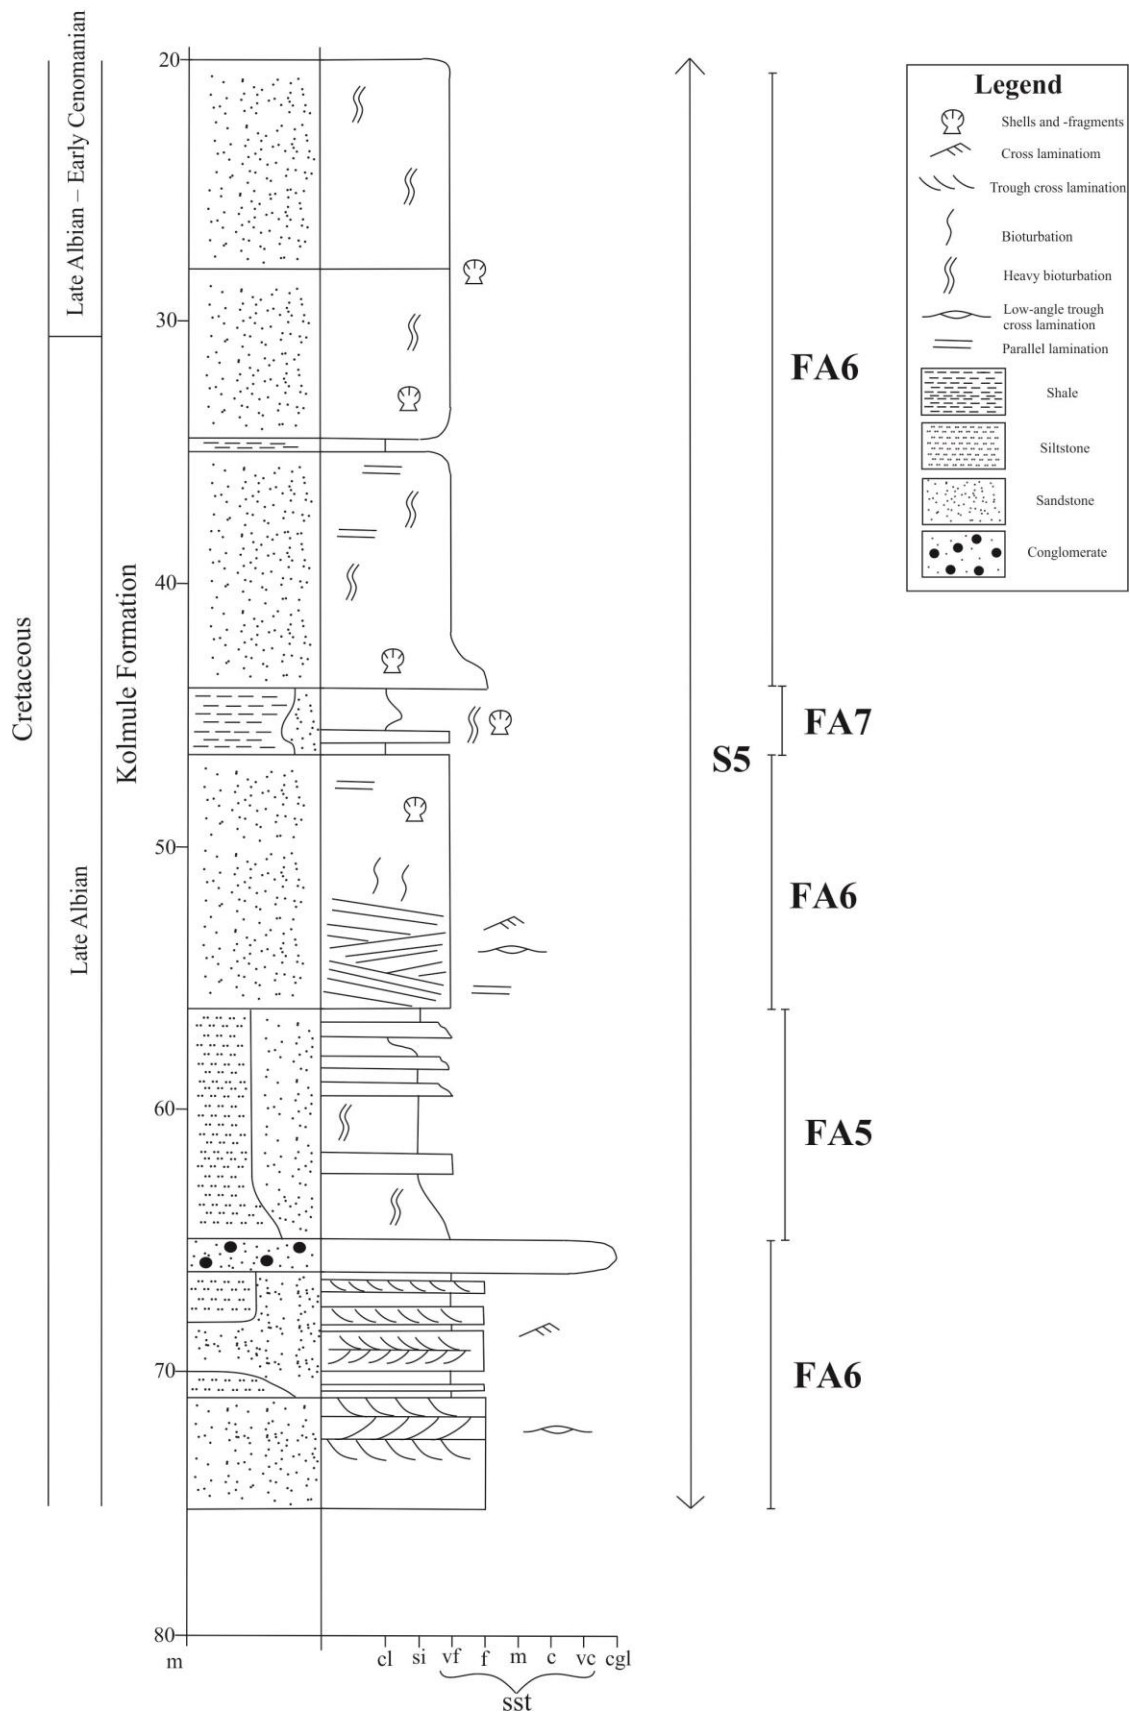 Cretaceous
Late Albian – Early Cenomanian
Late Albian
Kolmule Formation
20
30
40
50
60
70
80
m
cl si vf f m c vc cgl
sst
S5
FA6
FA7
FA6
FA5
FA6
Legend
Shells and -fragments
Cross laminatiom
Trough cross lamination
Bioturbation
Heavy bioturbation
Low-angle trough
cross lamination
Parallel lamination
Shale
Siltstone
Sandstone
Conglomerate